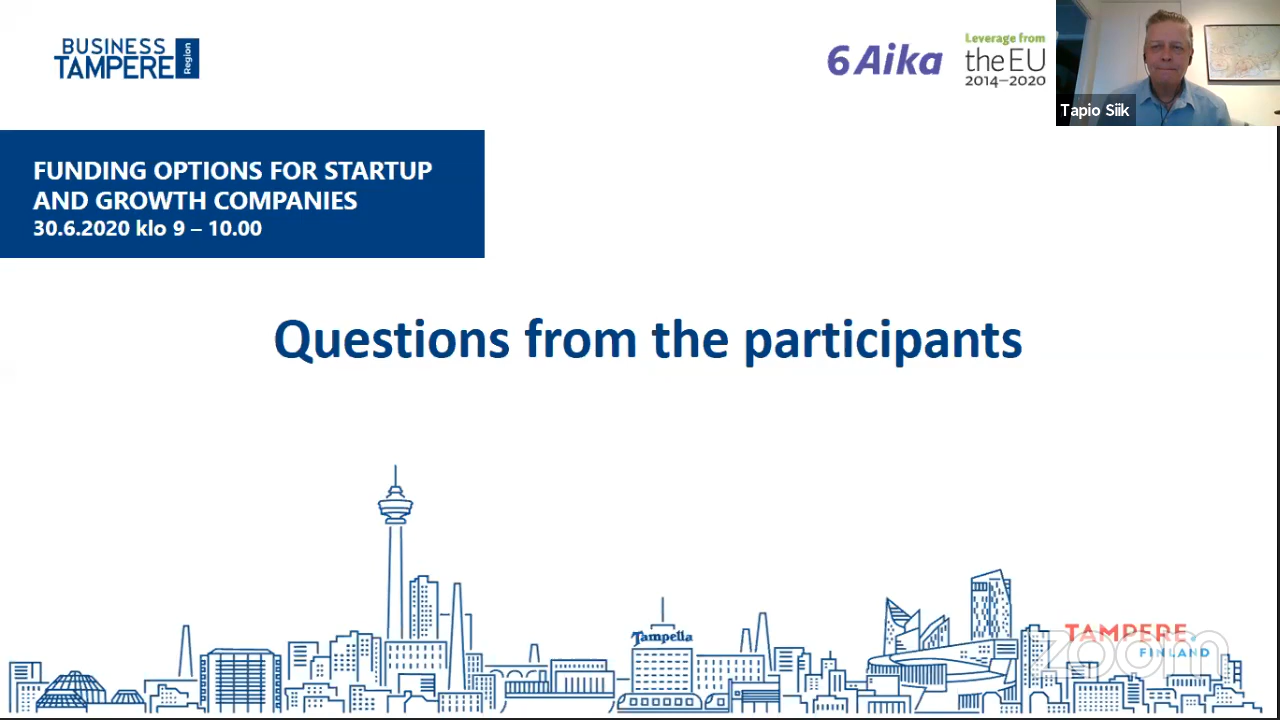 BUSINESS
TAMPERE
Region
6Aika
Leverage from
the EU
2014–2020
Tapio Siik
FUNDING OPTIONS FOR STARTUP
AND GROWTH COMPANIES
30.6.2020 klo 9 – 10.00
Questions from the participants
Tampella
TAMPERE
FINLAND
zoom